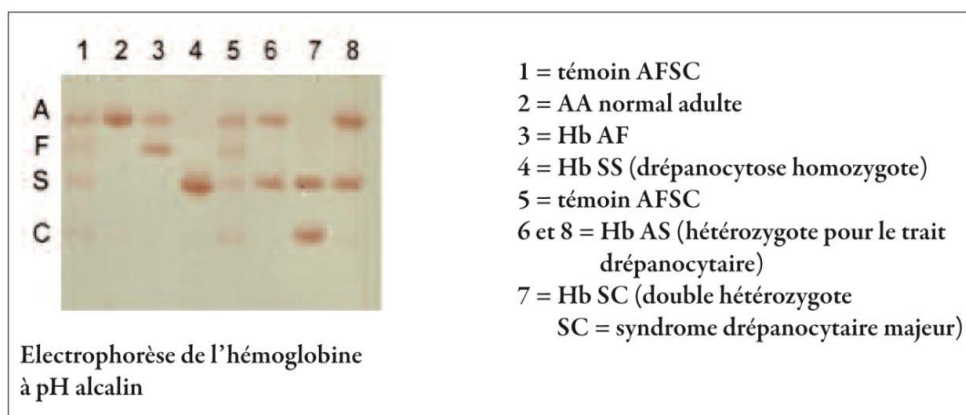 1 2 3 4 5 6 7 8
A
F
S
C
Electrophorèse de l'hémoglobine
à pH alcalin
1 = témoin AFSC
2 = AA normal adulte
3 = Hb AF
4 = Hb SS (drépanocytose homozygote)
5 = témoin AFSC
6 et 8 = Hb AS (hétérozygote pour le trait
drépanocytaire)
7 = Hb SC (double hétérozygote
SC = syndrome drépanocytaire majeur)